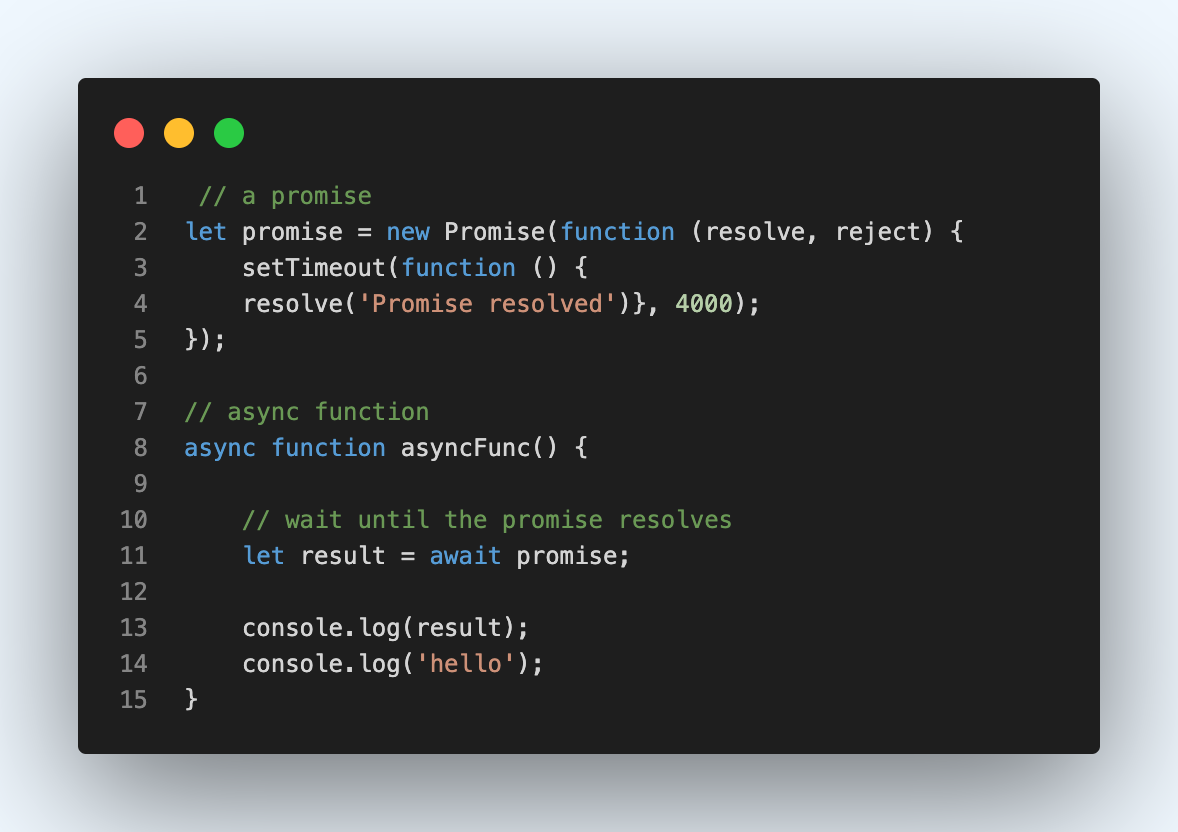 1 // a promise
2 let promise = new Promise(function (resolve, reject) {
3 setTimeout(function () {
4 resolve('Promise resolved')}, 4000);
5 });
6
7 // async function
8 async function asyncFunc() {
9
10 // wait until the promise resolves
11 let result = await promise;
12
13 console.log(result);
14 console.log('hello');
15 }